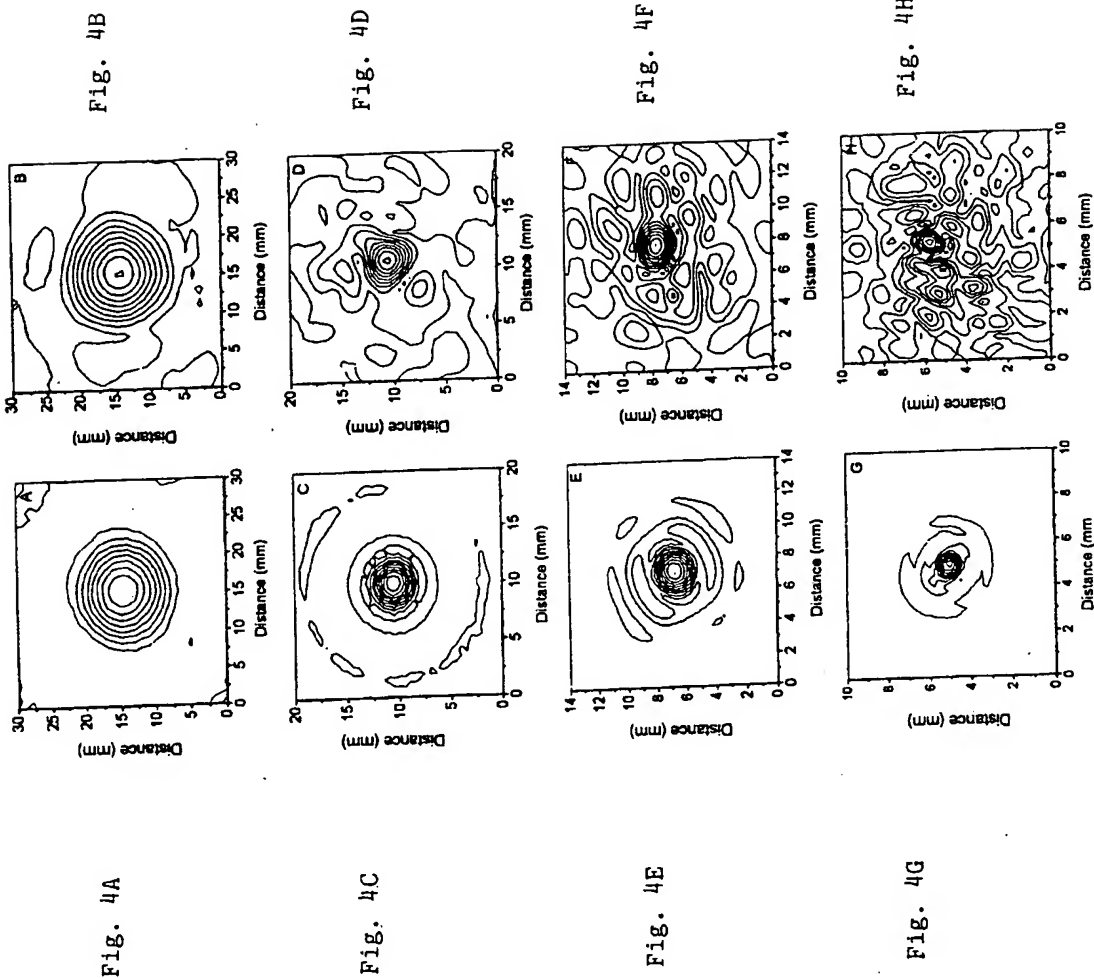 Fig. 4A
A
30
25
20
15
10
5
0
Distance (mm)
0 5 10 15 20 25 30
Distance (mm)
B
30
25
20
15
10
5
0
Distance (mm)
0 5 10 15 20 25 30
Distance (mm)
Fig. 4B
Fig. 4C
C
20
15
10
5
0
Distance (mm)
0 5 10 15 20
Distance (mm)
D
20
15
10
5
0
Distance (mm)
0 5 10 15 20
Distance (mm)
Fig. 4D
Fig. 4E
E
14
12
10
8
6
4
2
0
Distance (mm)
0 2 4 6 8 10 12 14
Distance (mm)
F
14
12
10
8
6
4
2
0
Distance (mm)
0 2 4 6 8 10 12 14
Distance (mm)
Fig. 4F
Fig. 4G
G
10
8
6
4
2
0
Distance (mm)
0 2 4 6 8 10
Distance (mm)
H
10
8
6
4
2
0
Distance (mm)
0 2 4 6 8 10
Distance (mm)
Fig. 4H